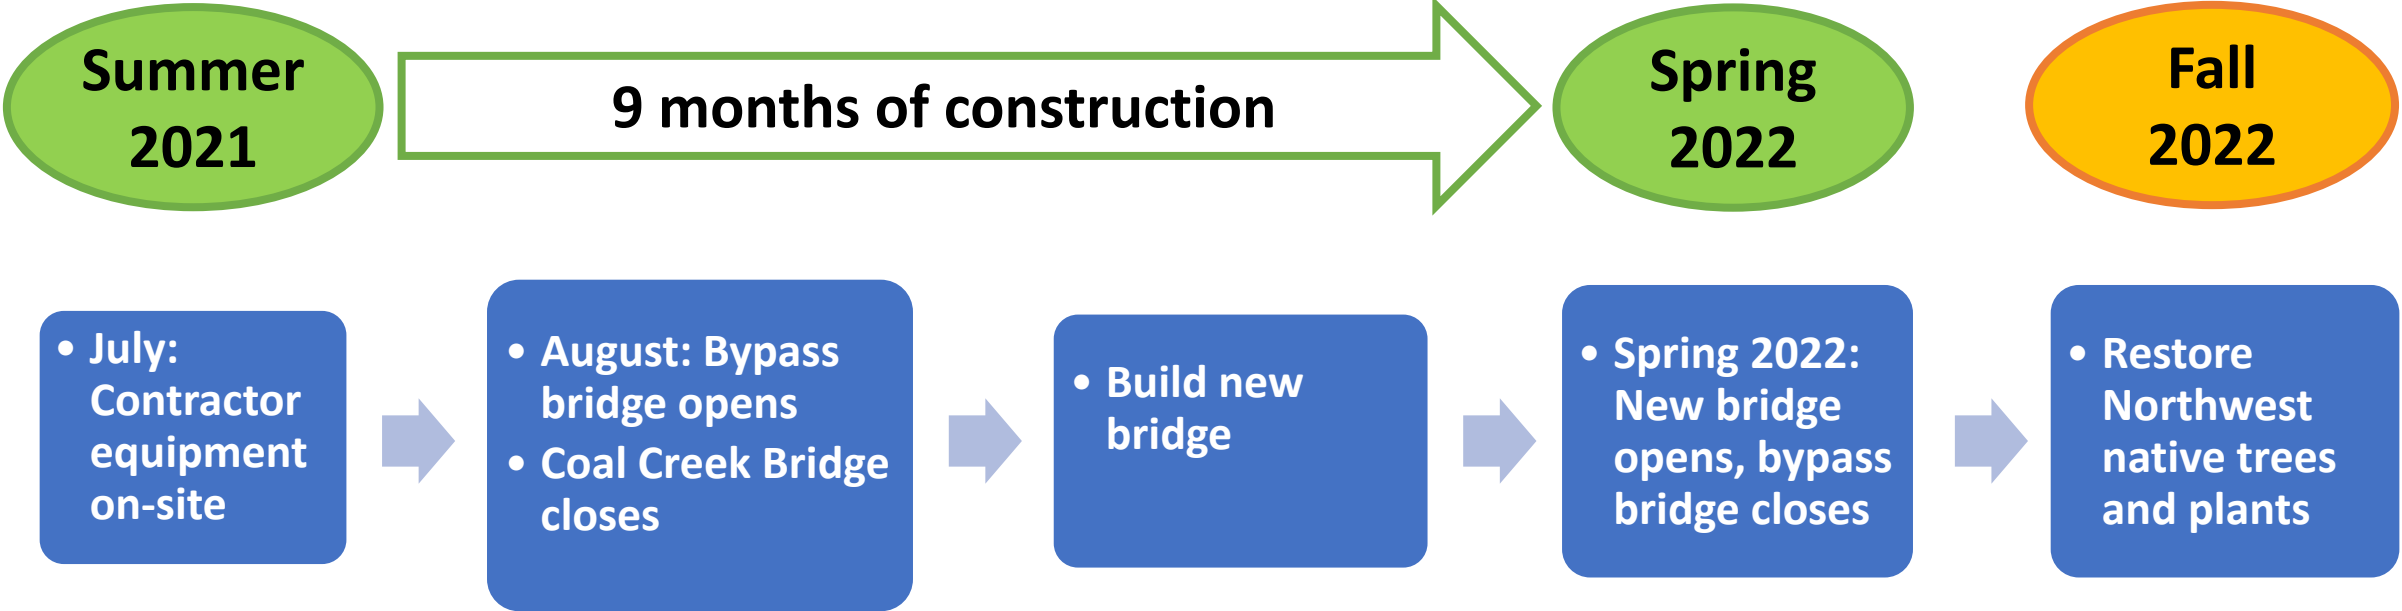 Summer
2021
9 months of construction
Spring
2022
Fall
2022
• July:
Contractor
equipment
on-site
• August: Bypass
bridge opens
• Coal Creek Bridge
closes
• Build new
bridge
• Spring 2022:
New bridge
opens, bypass
bridge closes
• Restore
Northwest
native trees
and plants